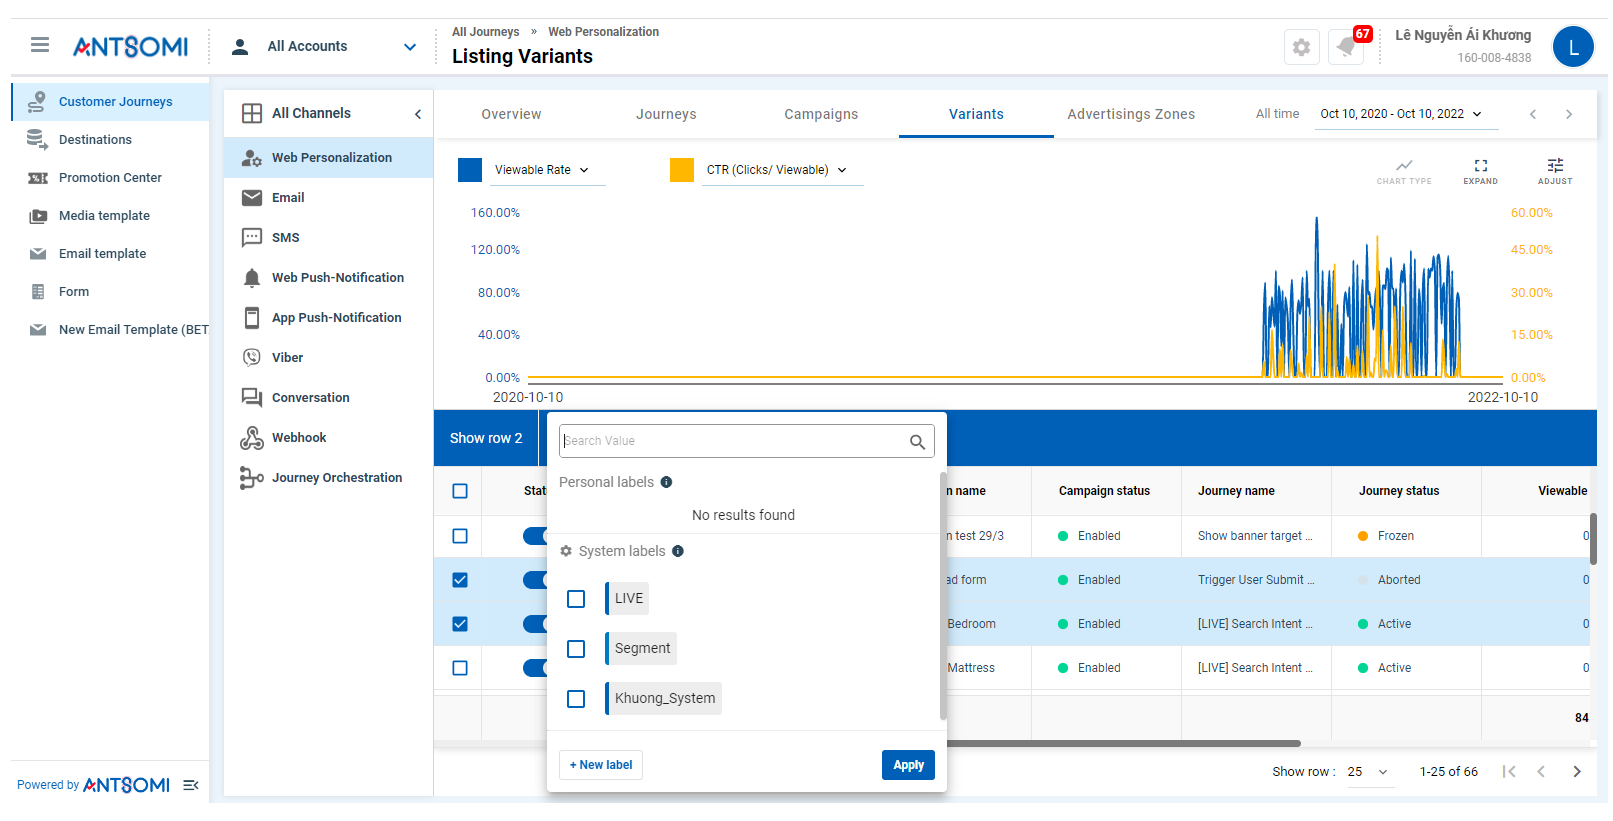 ANTSOMI
All Accounts
All Journeys » Web Personalization
Listing Variants
67
Lê Nguyễn Ái Khương
160-008-4838
L
Customer Journeys
Destinations
Promotion Center
Media template
Email template
Form
New Email Template (BET
Powered by ANTSOMI
All Channels
Web Personalization
Email
SMS
Web Push-Notification
App Push-Notification
Viber
Conversation
Webhook
Journey Orchestration
Overview Journeys Campaigns Variants Advertisings Zones
All time Oct 10, 2020 - Oct 10, 2022
Viewable Rate
CTR (Clicks/ Viewable)
CHART TYPE EXPAND ADJUST
160.00% 60.00%
120.00% 45.00%
80.00% 30.00%
40.00% 15.00%
0.00% 0.00%
2020-10-10 2022-10-10
Show row 2
Search Value
Personal labels
No results found
System labels
LIVE
Segment
Khuong_System
+ New label
Apply
Stat n name Campaign status Journey name Journey status Viewable
n test 29/3 Enabled Show banner target ... Frozen 0
ad form Enabled Trigger User Submit ... Aborted 0
Bedroom Enabled [LIVE] Search Intent ... Active 0
Mattress Enabled [LIVE] Search Intent ... Active 0
84
Show row : 25 1-25 of 66